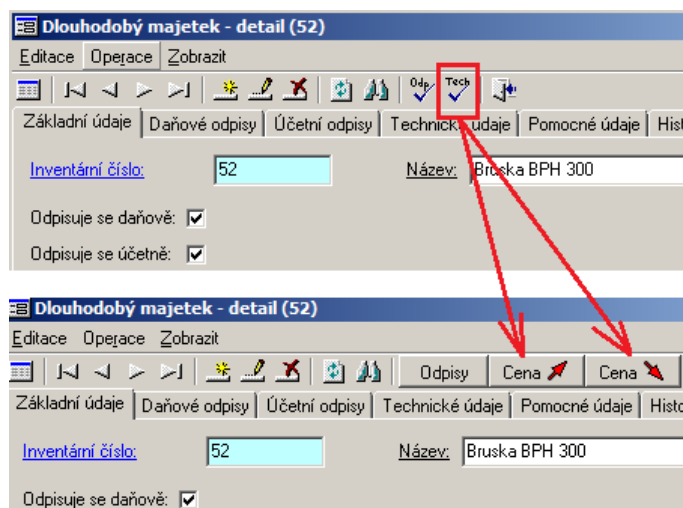 Dlouhodobý majetek - detail (52)
Editace Operace Zobrazit
Odp Tech
Základní údaje Daňové odpisy Účetní odpisy Technické údaje Pomocné údaje Hist
Inventární číslo: 52 Název: Bruska BPH 300
Odpisuje se daňově:
Odpisuje se účetně:
Dlouhodobý majetek - detail (52)
Editace Operace Zobrazit
Odpisy Cena Cena
Základní údaje Daňové odpisy Účetní odpisy Technické údaje Pomocné údaje Histo
Inventární číslo: 52 Název: Bruska BPH 300
Odpisuje se daňově: